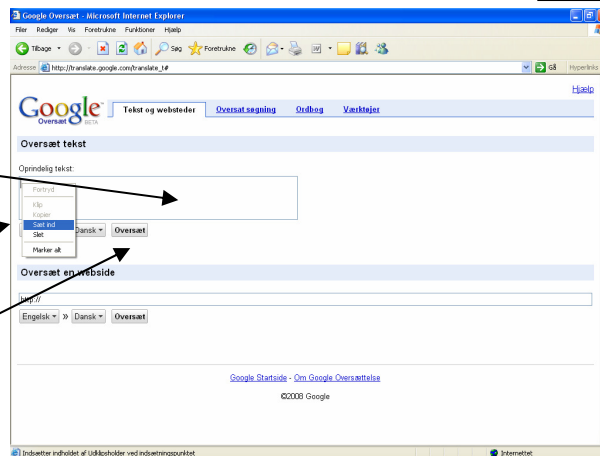 Google Oversæt - Microsoft Internet Explorer
Filer Rediger Vis Foretrukne Funktioner Hjælp
Tilbage Søg Foretrukne
Adresse http://translate.google.com/translate_t# Gå Hyperlinks
Hjælp
Google Oversæt BETA Tekst og websteder Oversat søgning Ordbog Værktøjer
Oversæt tekst
Oprindelig tekst:
Fortryd
Klip
Kopier
Sæt ind
Slet
Marker alt
Dansk Oversæt
Oversæt en webside
http://
Engelsk » Dansk Oversæt
Google Startside - Om Google Oversættelse
©2008 Google
Indsætter indholdet af Udklipsholder ved indsætningspunktet Internettet